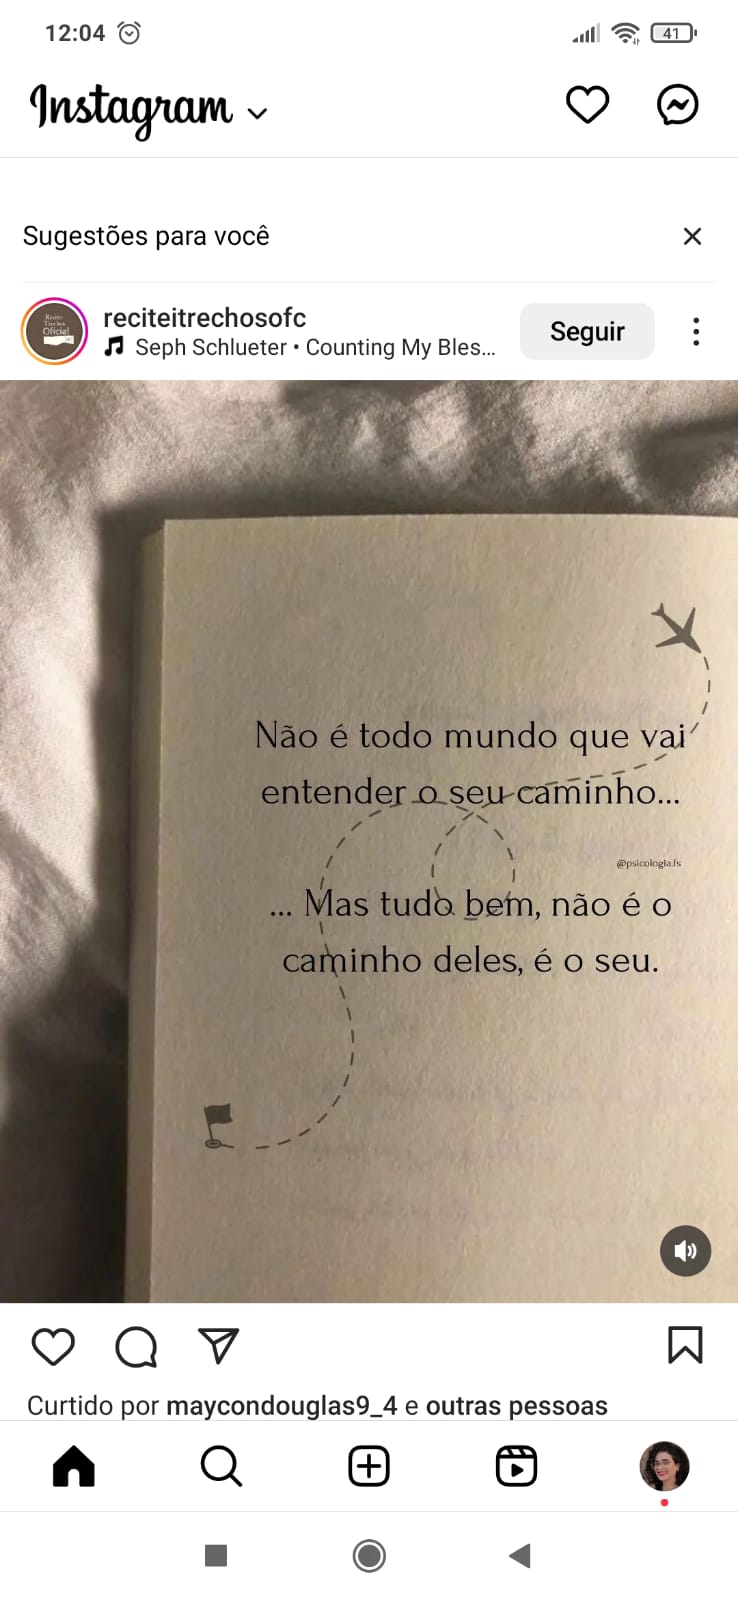 12:04
41
Instagram
Sugestões para você
Recito
Trechos
Oficial
reciteitrechosofc
Seph Schlueter • Counting My Bles...
Seguir
Não é todo mundo que vai
entender o seu caminho...
@psicologia.fs
... Mas tudo bem, não é o
caminho deles, é o seu.
Curtido por maycondouglas9_4 e outras pessoas